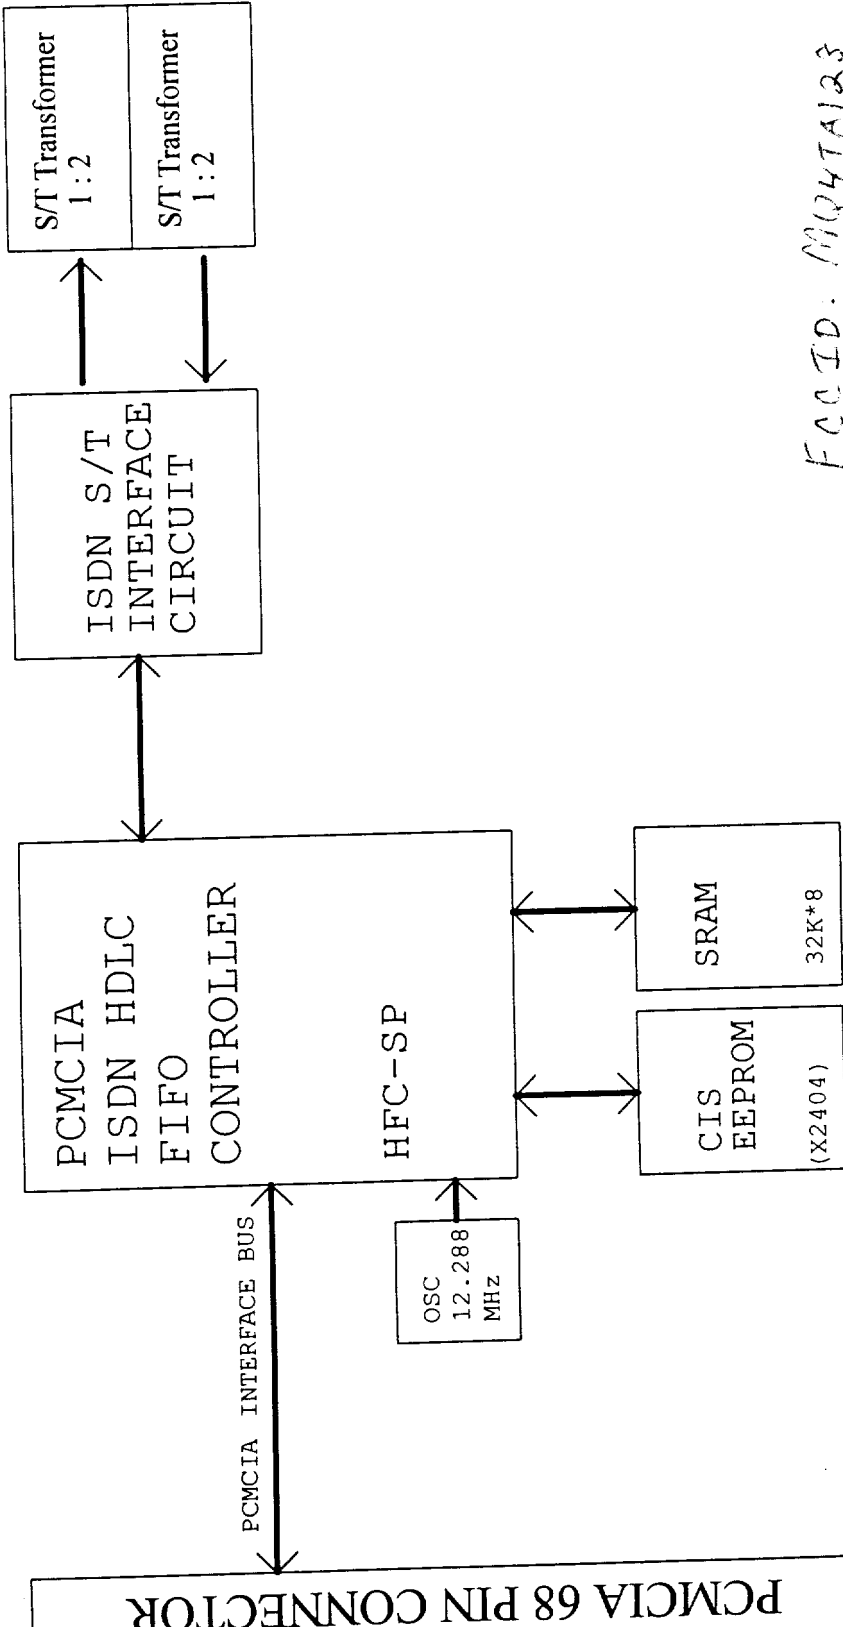 PCMCIA 68 PIN CONNECTOR
PCMCIA INTERFACE BUS
PCMCIA
ISDN HDLC
FIFO
CONTROLLER
HFC-SP
OSC
12.288
MHz
CIS
EEPROM
(X2404)
SRAM
32K*8
ISDN S/T
INTERFACE
CIRCUIT
S/T Transformer
1 : 2
S/T Transformer
1 : 2
FCC ID: MQ4TA123